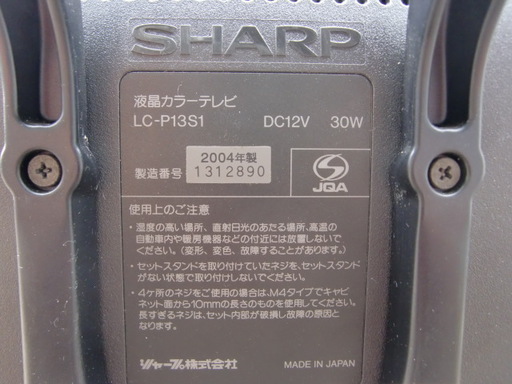 SHARP
液晶カラーテレビ
LC-P13S1 DC12V 30W
2004年製
製造番号 1312890
JQA
使用上のご注意
・湿度の高い場所、直射日光のあたる場所、高温の
自動車内や暖房機器などの付近には放置しないで
ください。(変形、変色、故障することがあります。)
・セットスタンドを取り付けていたネジを、セットスタンド
がない状態で取り付けしないでください。
・4ヶ所のネジをご使用の場合は、M4タイプでキャビ
ネット面から10mmの長さのものを使用してください。
長すぎるネジは、セット内部が破損し故障の原因と
なります。
シャープ株式会社 MADE IN JAPAN